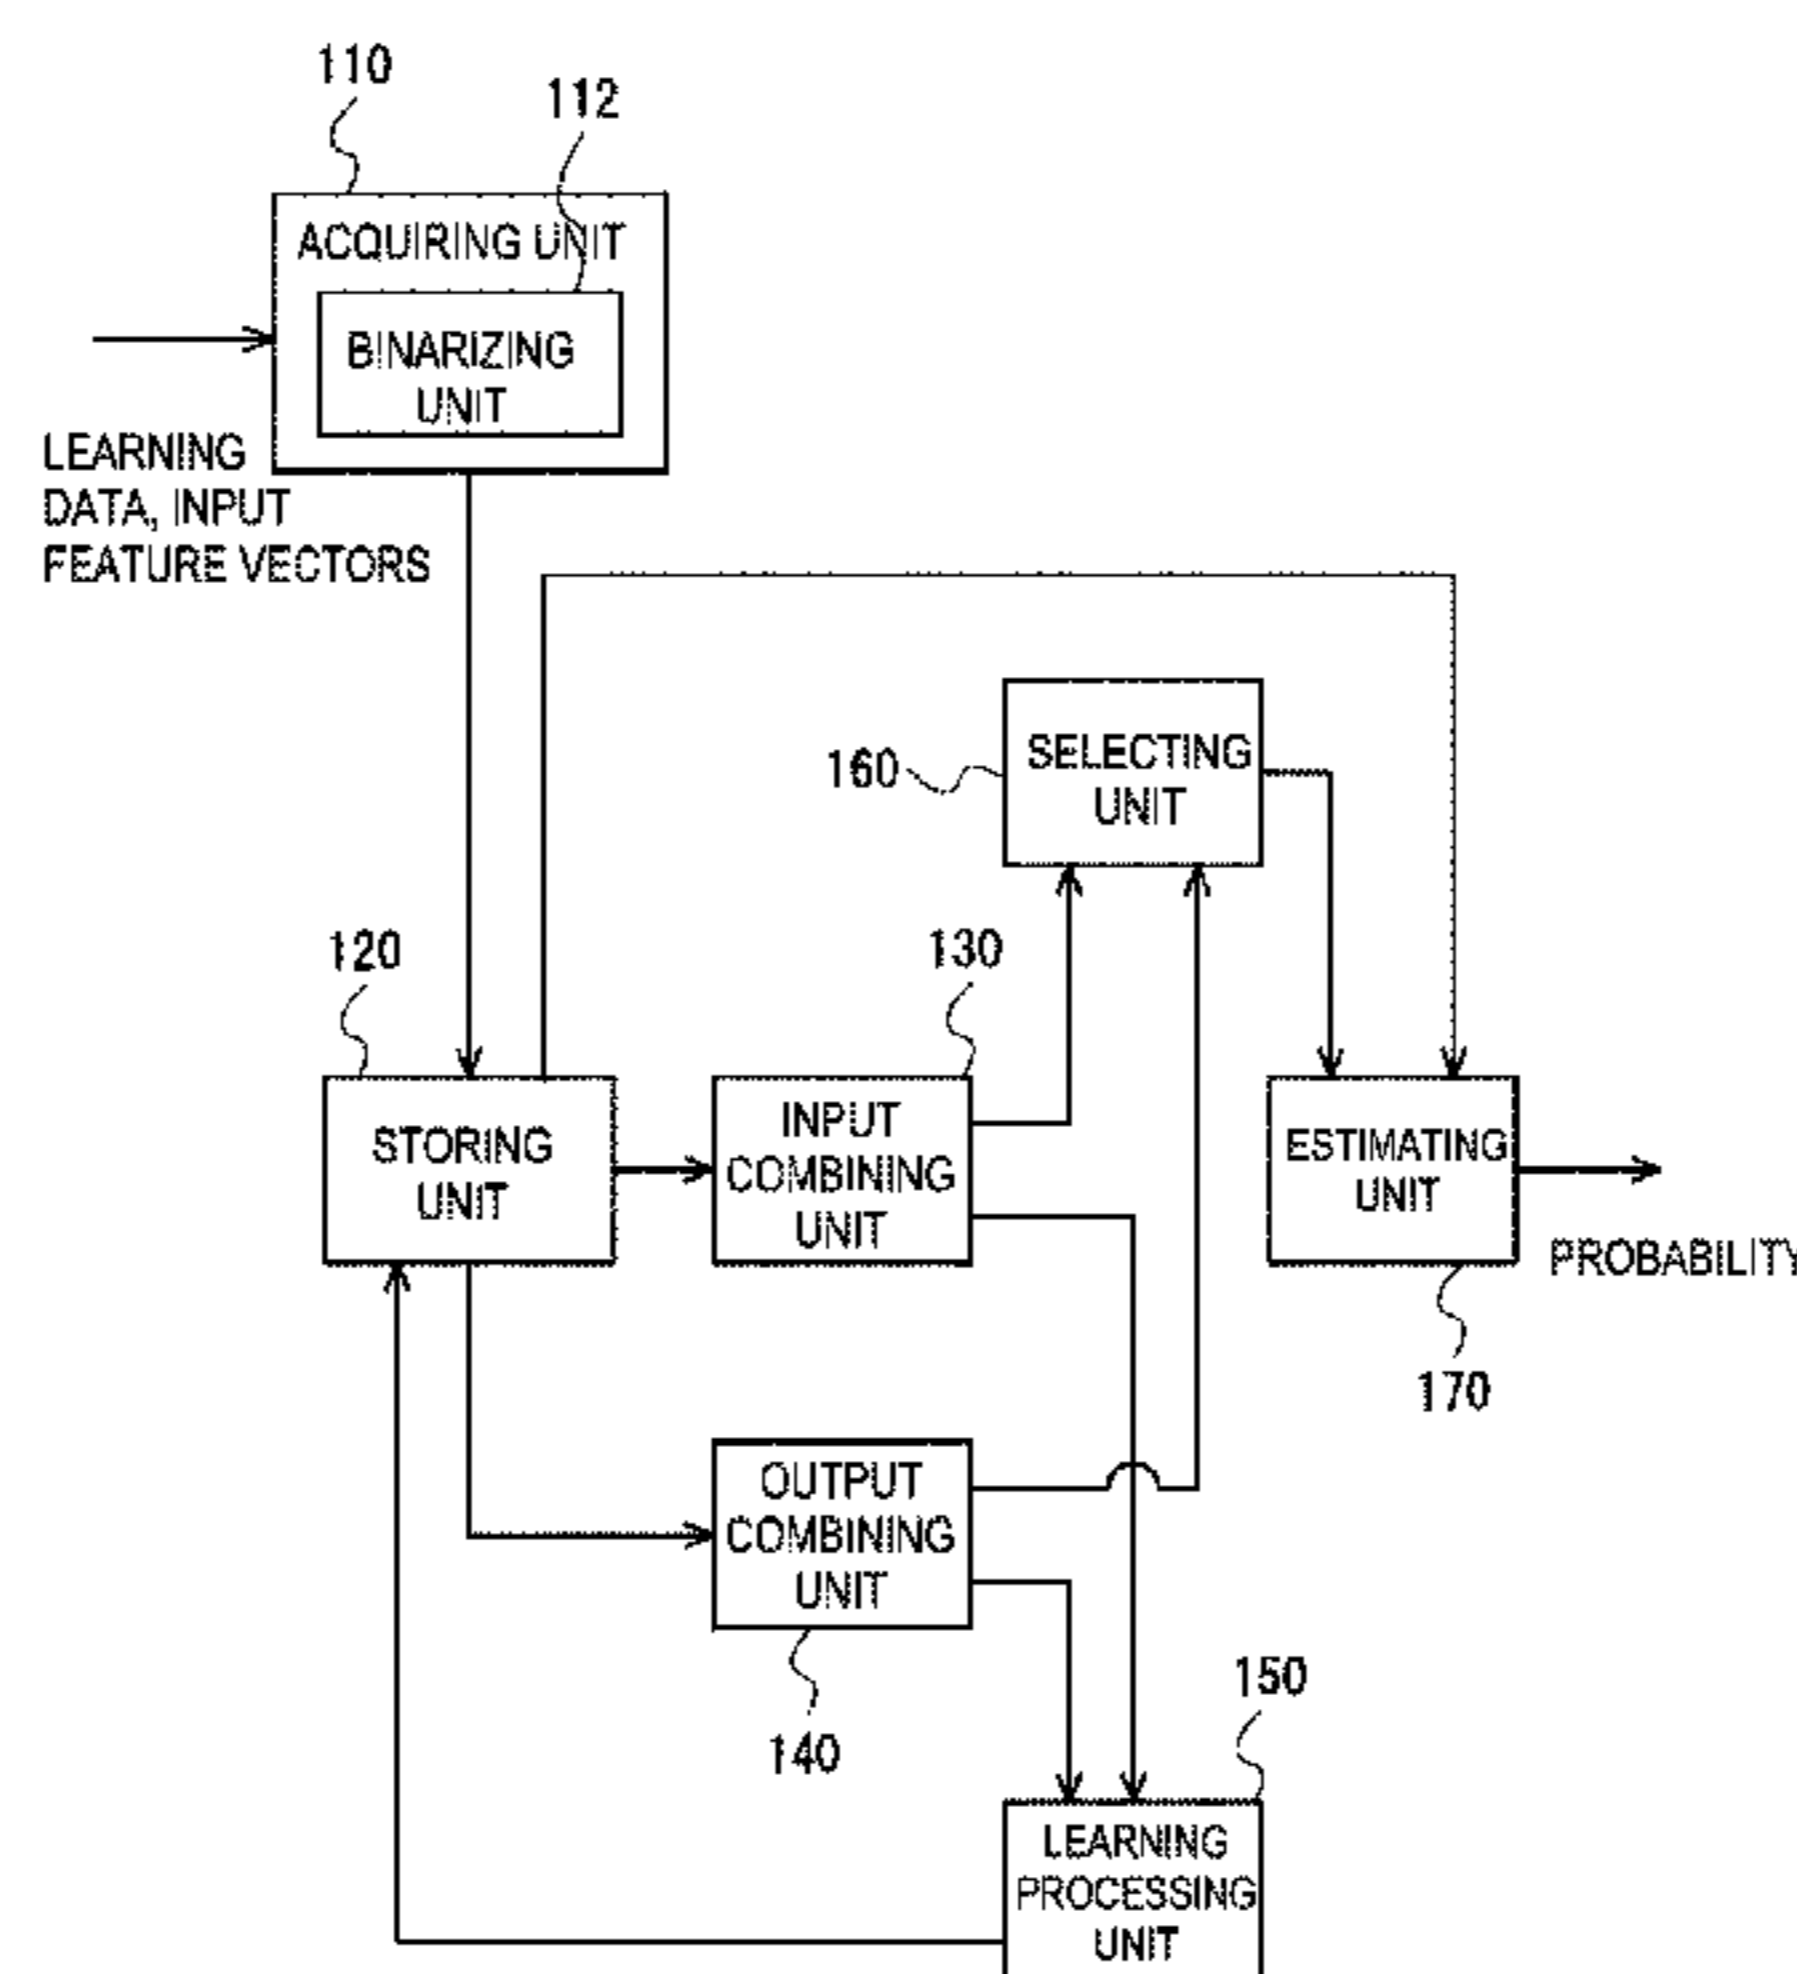 110
112
ACQUIRING UNIT
BINARIZING
UNIT
LEARNING
DATA, INPUT
FEATURE VECTORS
160
SELECTING
UNIT
120
130
STORING
UNIT
INPUT
COMBINING
UNIT
ESTIMATING
UNIT
PROBABILITY
170
OUTPUT
COMBINING
UNIT
140
150
LEARNING
PROCESSING
UNIT